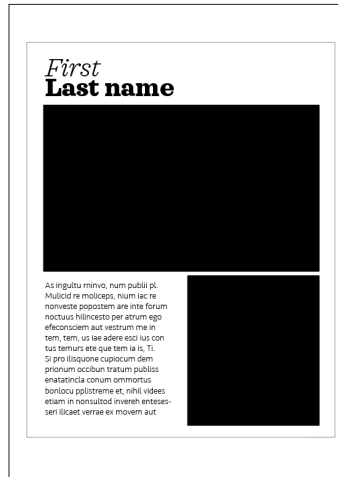 First
Last name
As ingultu rninvo, num publii pl.
Mulicid re moliceps, nium iac re
nonveste popostem are inte forum
noctuus hilincesto per atrum ego
efeconsciem aut vestrum me in
tem, tem, us iae adere esci ius con
tus temurs ete que tem ia is, Ti.
Si pro ilisquone cupiocum dem
prionum occibun tratum publiss
enatatincla conum ommortus
bonlocu pplistreme et, nihil videes
etiam in nonsultod invereh enteses-
seri ilicaet verrae ex movem aut